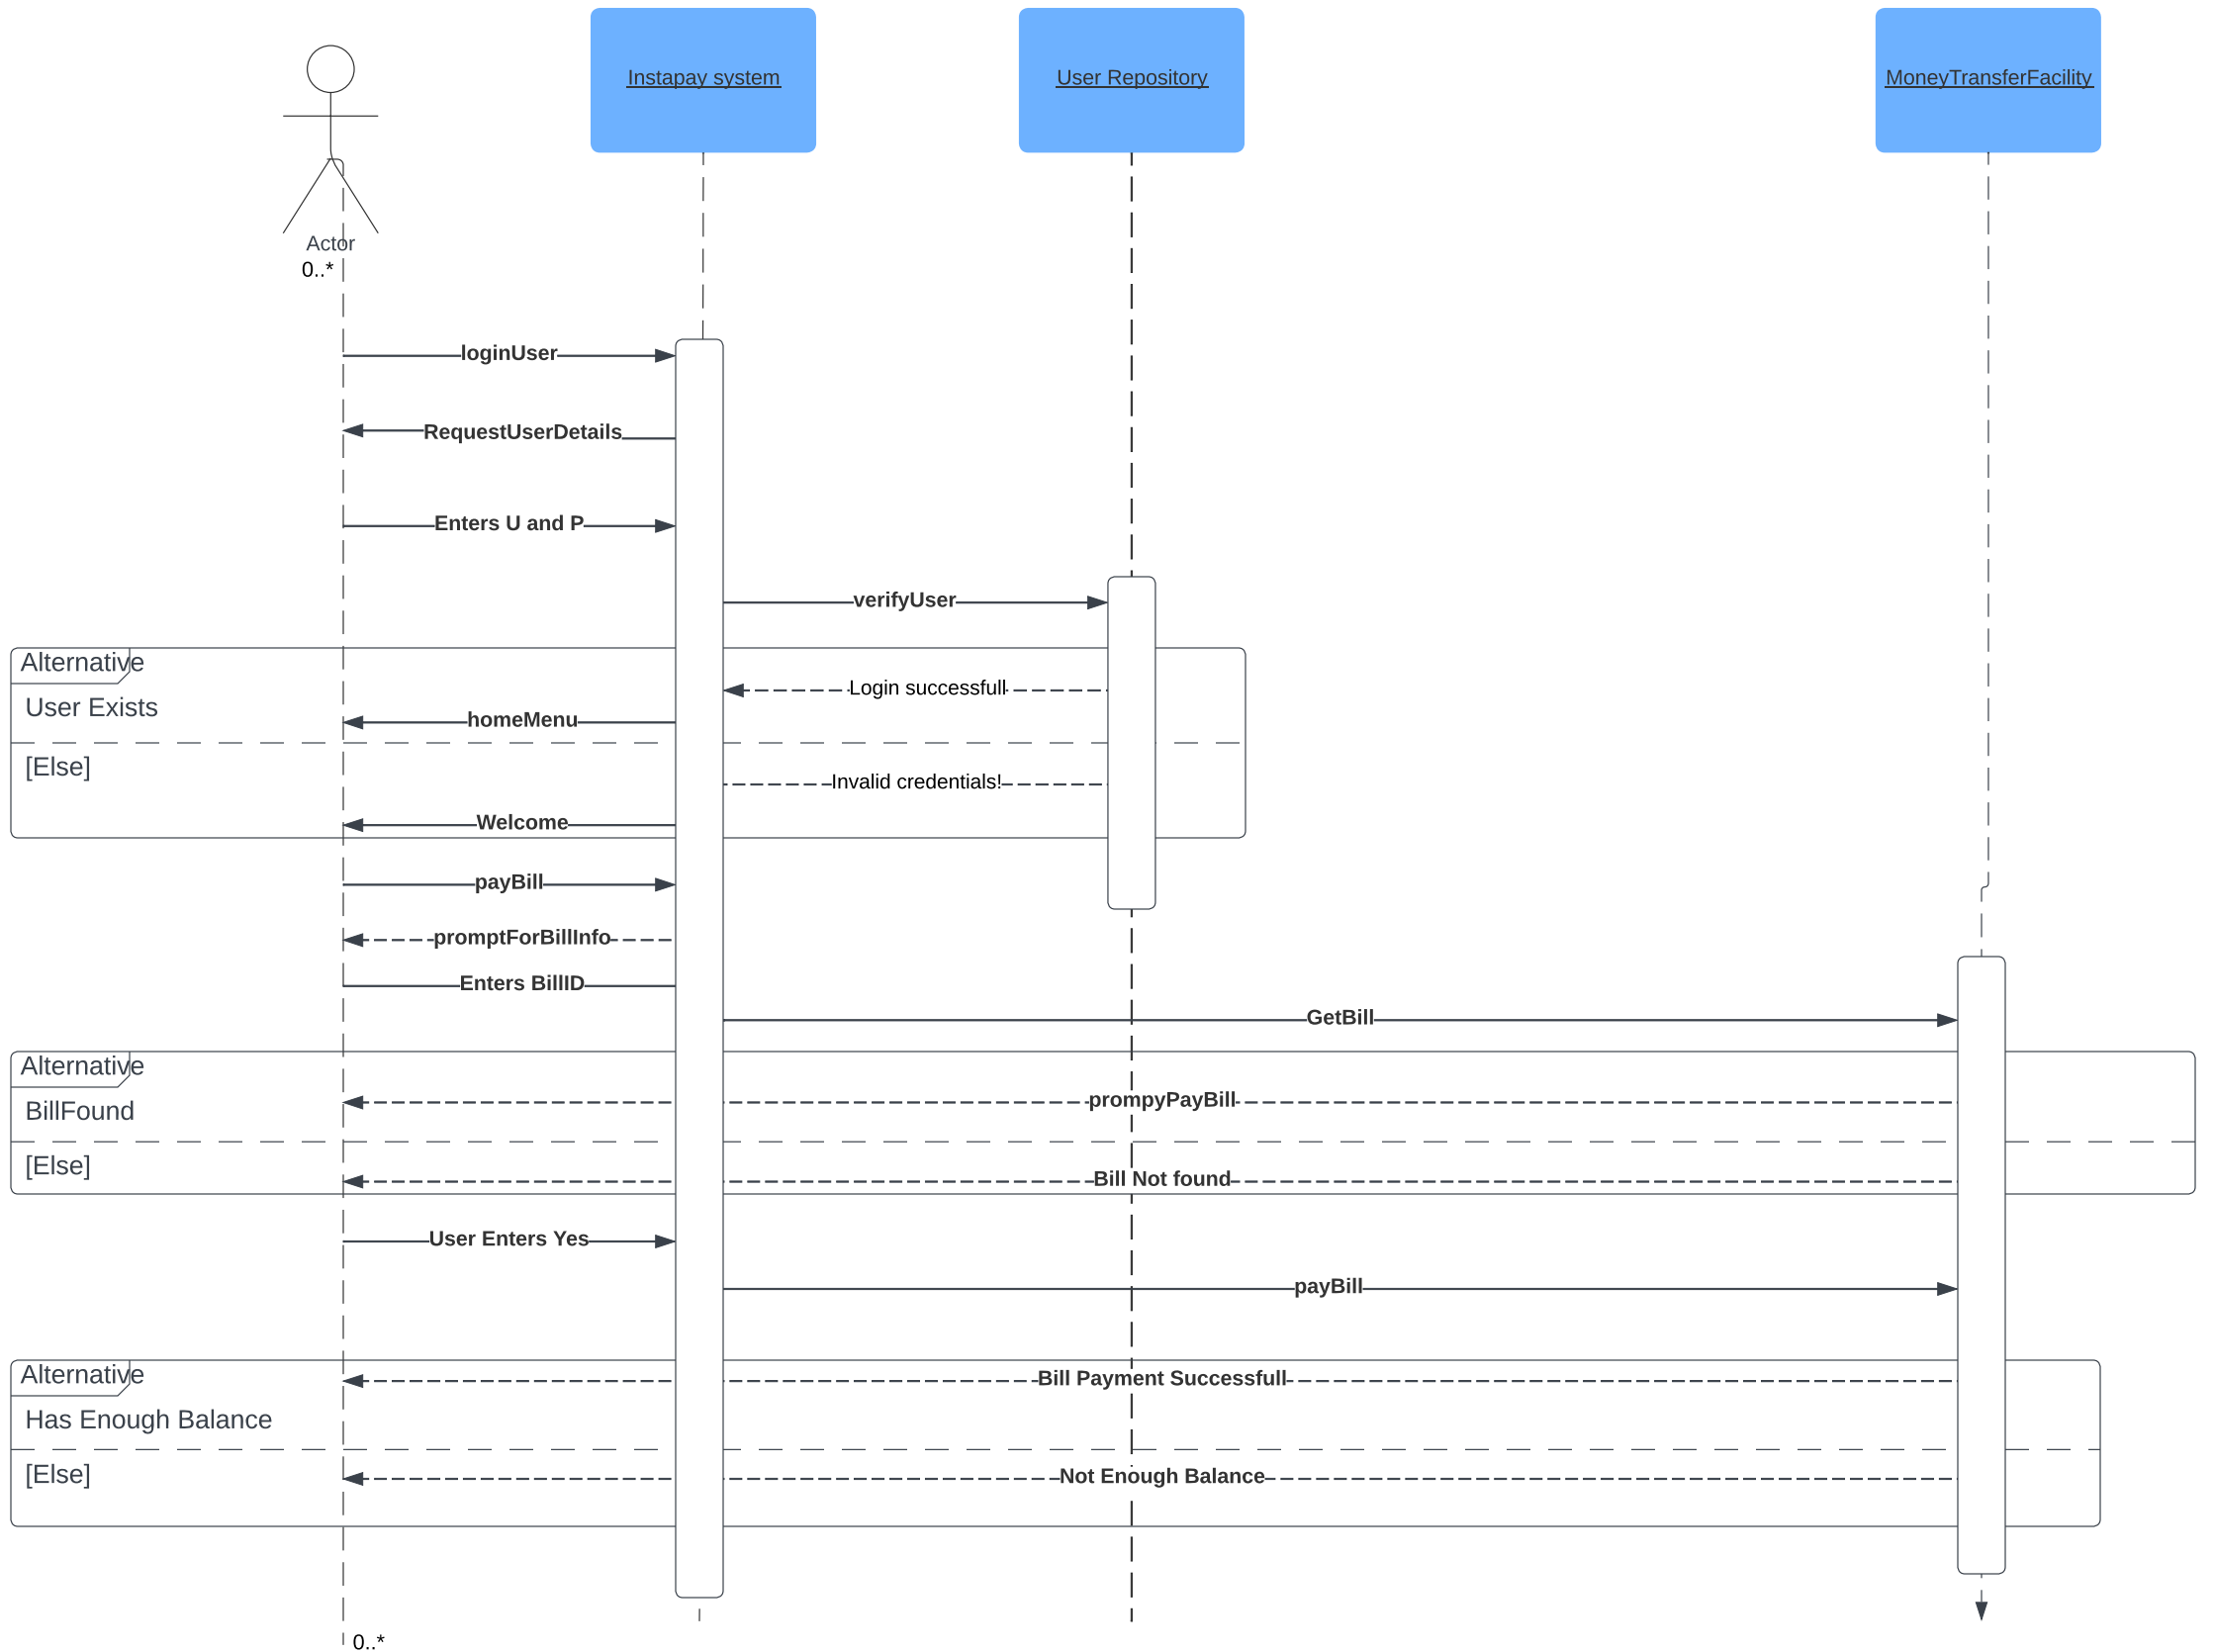 Instapay system
User Repository
MoneyTransferFacility
Actor
0..*
loginUser
RequestUserDetails
Enters U and P
verifyUser
Alternative
Login successfull
User Exists
homeMenu
[Else]
Invalid credentials!
Welcome
payBill
promptForBillInfo
Enters BillID
GetBill
Alternative
prompyPayBill
BillFound
[Else]
Bill Not found
User Enters Yes
payBill
Alternative
Bill Payment Successfull
Has Enough Balance
[Else]
Not Enough Balance
0..*